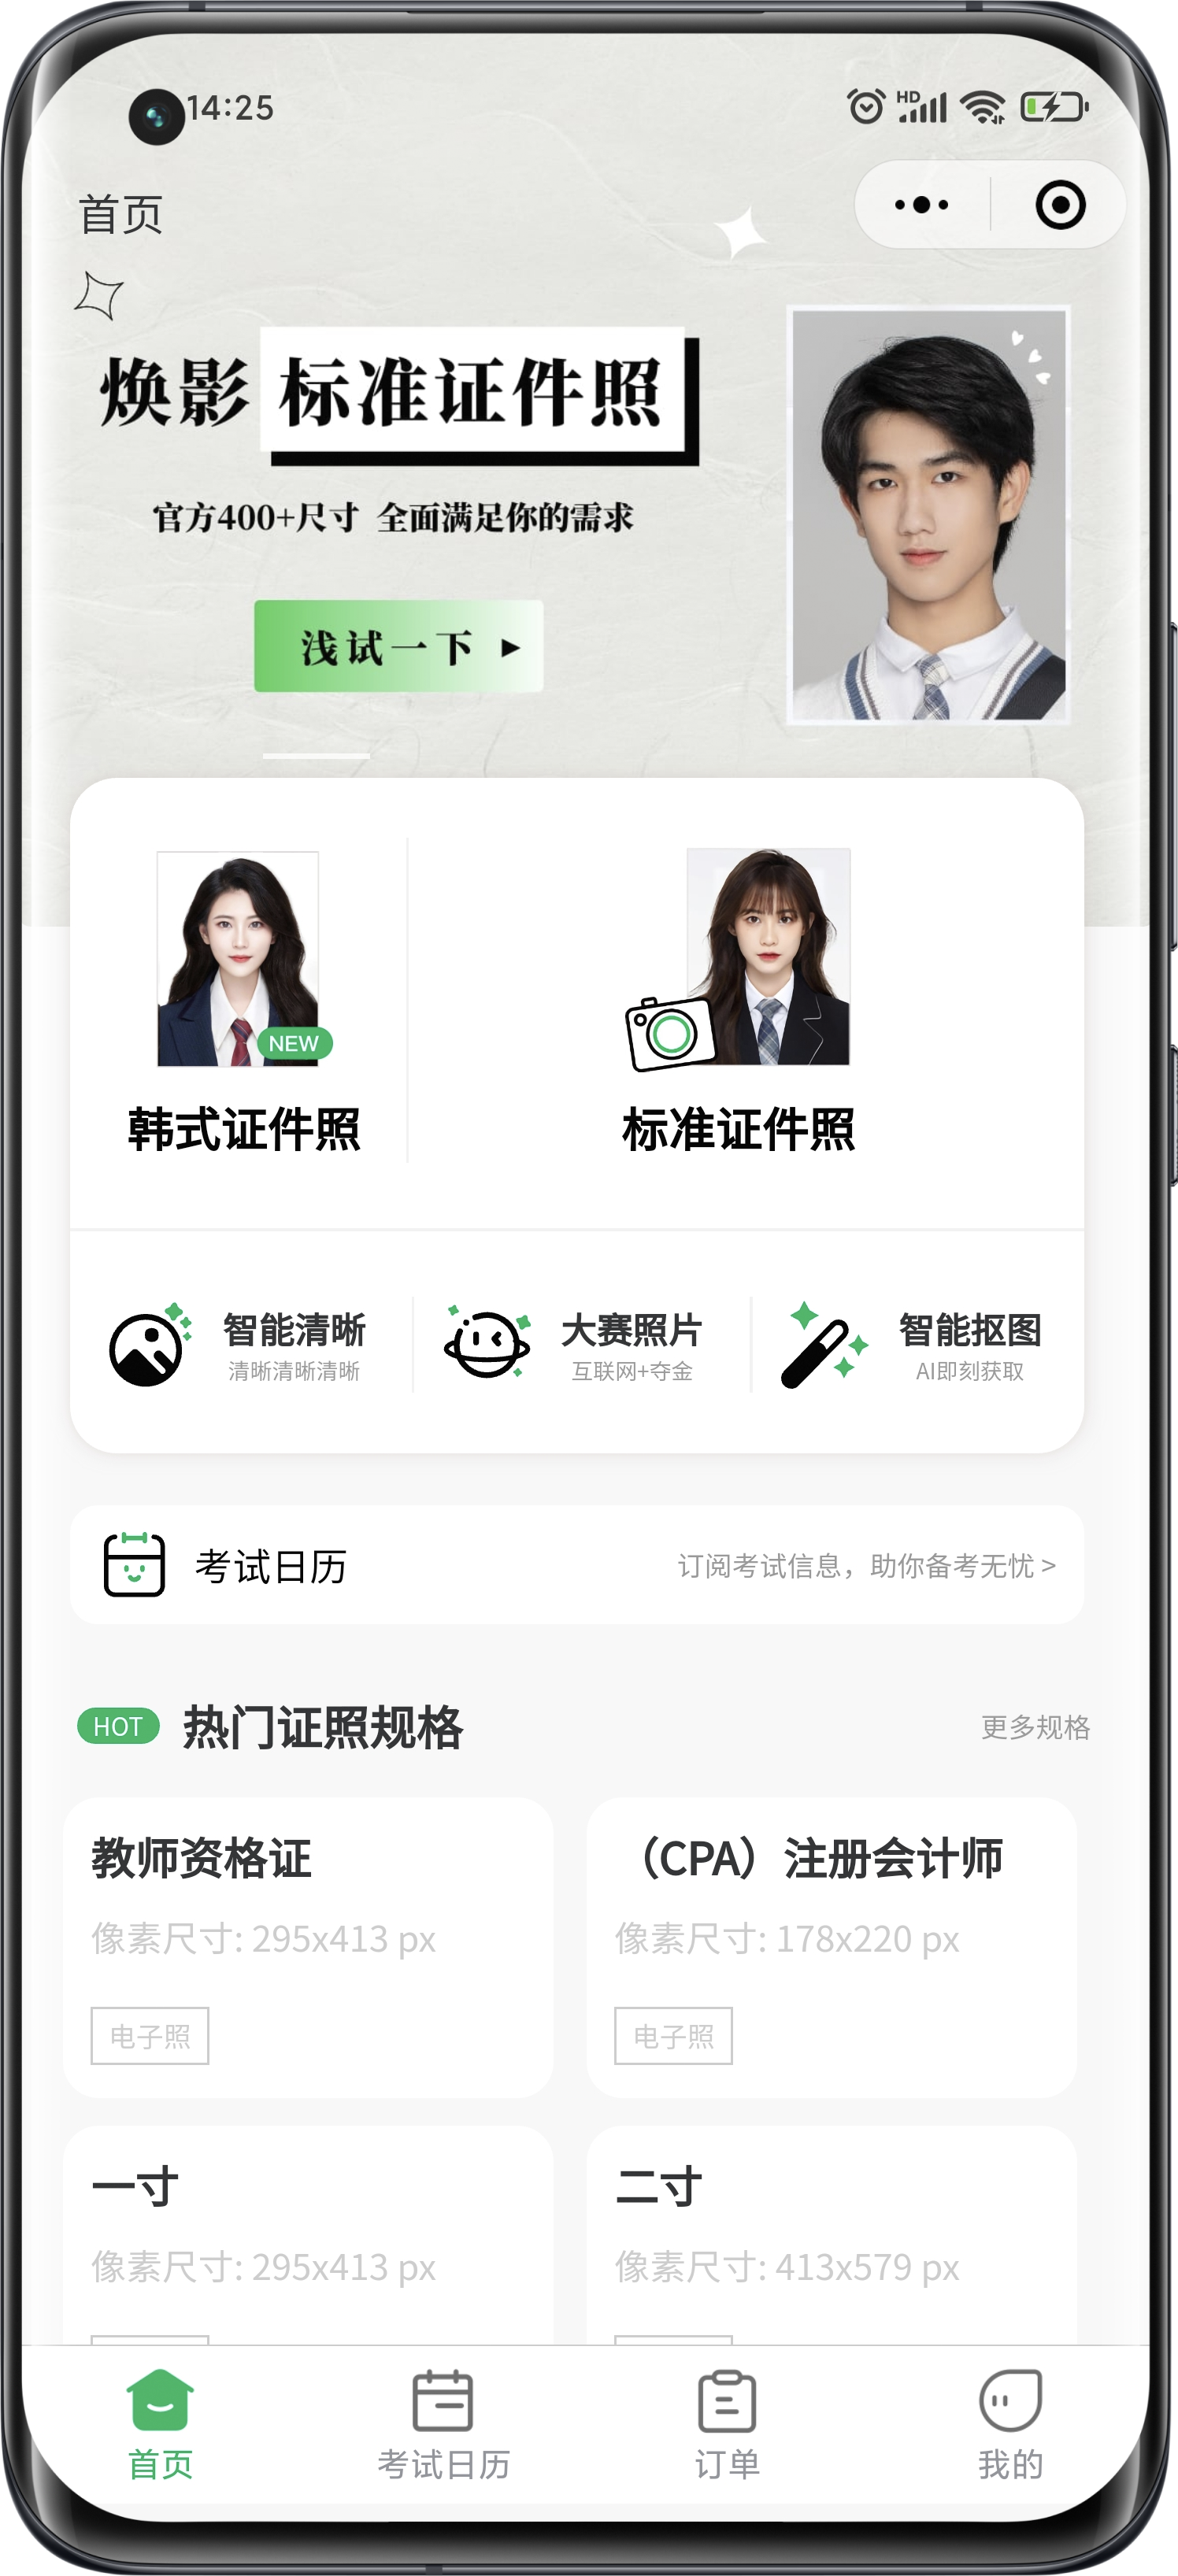 14:25
HD
首页
焕影 标准证件照
官方400+尺寸 全面满足你的需求
浅试一下
NEW
韩式证件照
标准证件照
智能清晰
清晰清晰清晰
大赛照片
互联网+夺金
智能抠图
AI即刻获取
考试日历
订阅考试信息，助你备考无忧 >
HOT 热门证照规格
更多规格
教师资格证
像素尺寸: 295x413 px
电子照
（CPA）注册会计师
像素尺寸: 178x220 px
电子照
一寸
像素尺寸: 295x413 px
二寸
像素尺寸: 413x579 px
首页
考试日历
订单
我的